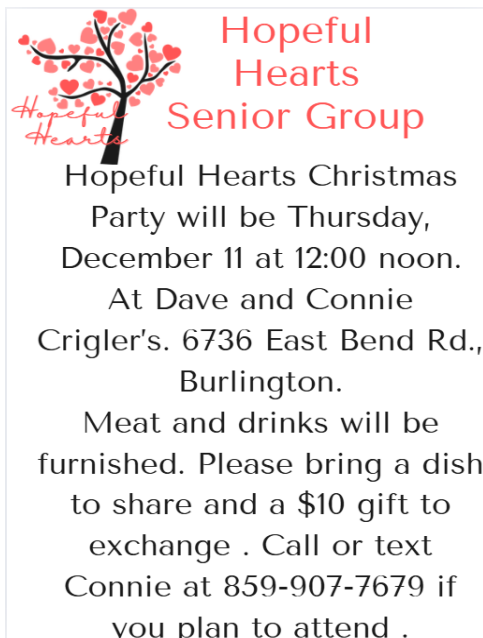 Hopeful
Hearts
Senior Group
Hopeful
Hearts
Hopeful Hearts Christmas
Party will be Thursday,
December 11 at 12:00 noon.
At Dave and Connie
Crigler's. 6736 East Bend Rd.,
Burlington.
Meat and drinks will be
furnished. Please bring a dish
to share and a $10 gift to
exchange . Call or text
Connie at 859-907-7679 if
you plan to attend .